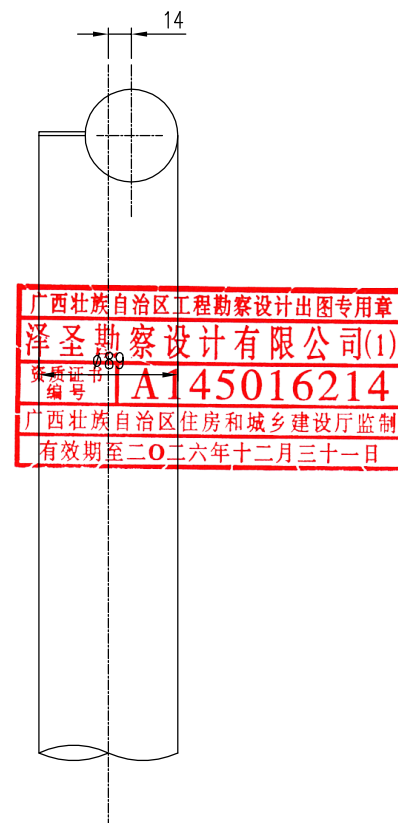 14
广西壮族自治区工程勘察设计出图专用章
泽圣勘察设计有限公司(1)
ϕ89
资质证书
编号
A145016214
广西壮族自治区住房和城乡建设厅监制
有效期至二O二六年十二月三十一日